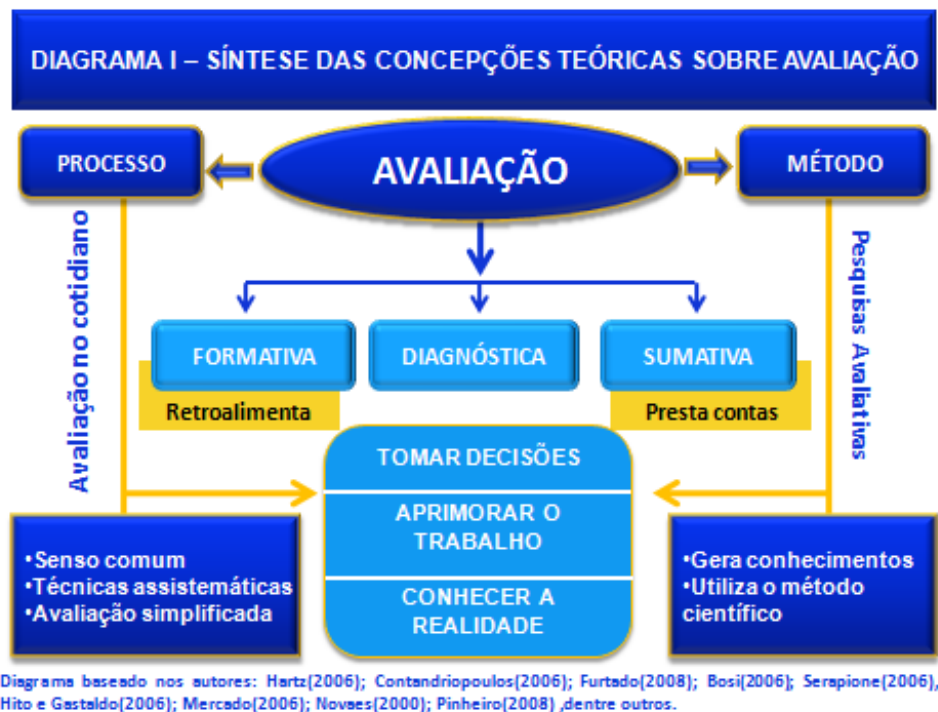 DIAGRAMA I – SÍNTESE DAS CONCEPÇÕES TEÓRICAS SOBRE AVALIAÇÃO
PROCESSO
AVALIAÇÃO
MÉTODO
Avaliação no cotidiano
Pesquisas Avaliativas
FORMATIVA
DIAGNÓSTICA
SUMATIVA
Retroalimenta
Presta contas
TOMAR DECISÕES
APRIMORAR O
TRABALHO
CONHECER A
REALIDADE
•Senso comum
•Técnicas assistemáticas
•Avaliação simplificada
•Gera conhecimentos
•Utiliza o método
científico
Diagrama baseado nos autores: Hartz(2006); Contandriopoulos(2006); Furtado(2008); Bosi(2006); Serapione(2006),
Hito e Gastaldo(2006); Mercado(2006); Novaes(2000); Pinheiro(2008) ,dentre outros.